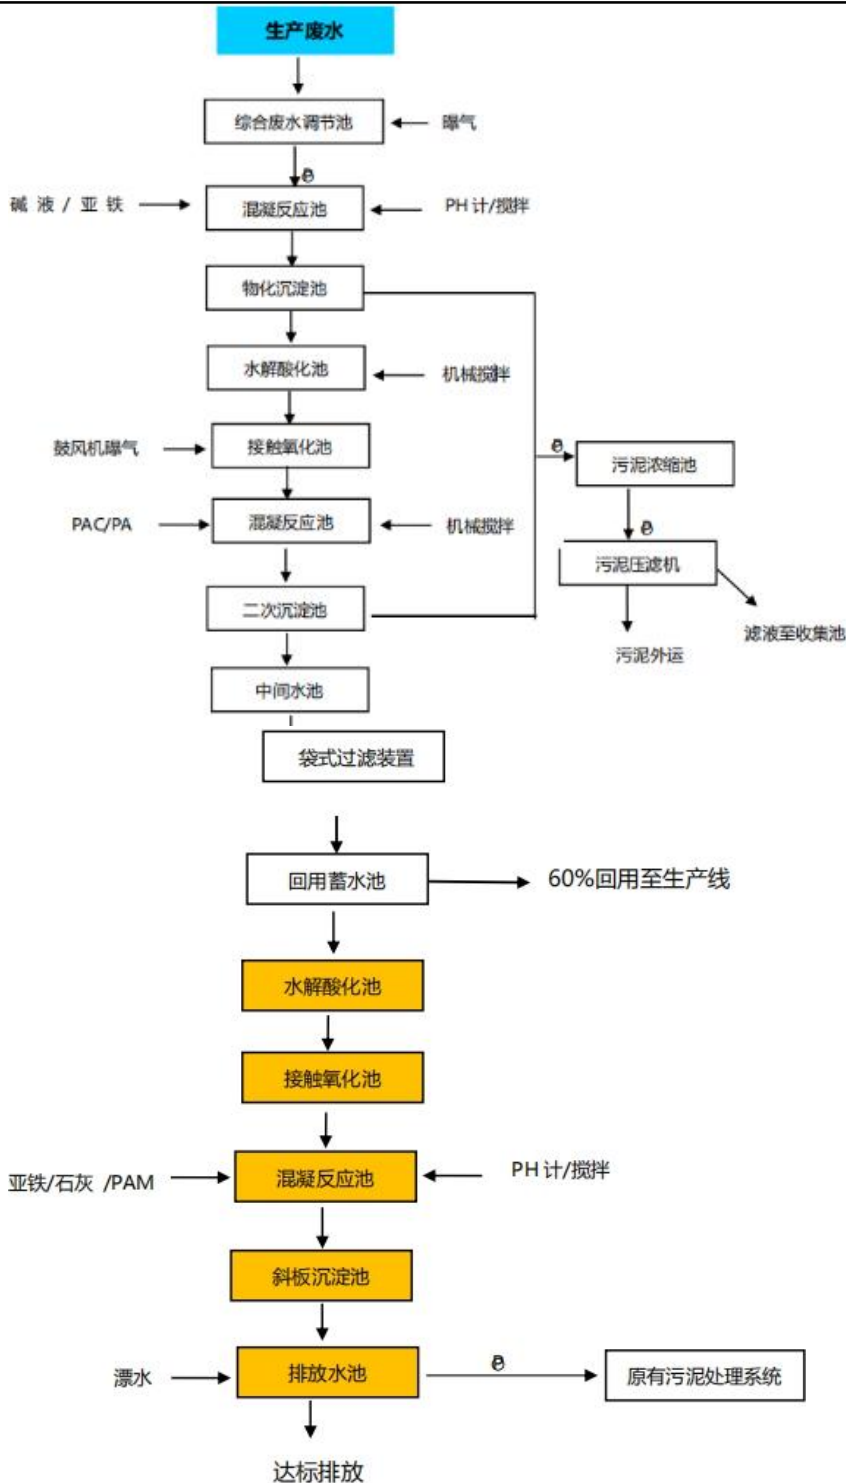 生产废水
综合废水调节池
曝气
碱 液 / 亚 铁
混凝反应池
PH 计/搅拌
物化沉淀池
水解酸化池
机械搅拌
鼓风机曝气
接触氧化池
污泥浓缩池
PAC/PA
混凝反应池
机械搅拌
污泥压滤机
二次沉淀池
滤液至收集池
污泥外运
中间水池
袋式过滤装置
回用蓄水池
60%回用至生产线
水解酸化池
接触氧化池
亚铁/石灰 /PAM
混凝反应池
PH 计/搅拌
斜板沉淀池
漂水
排放水池
原有污泥处理系统
达标排放